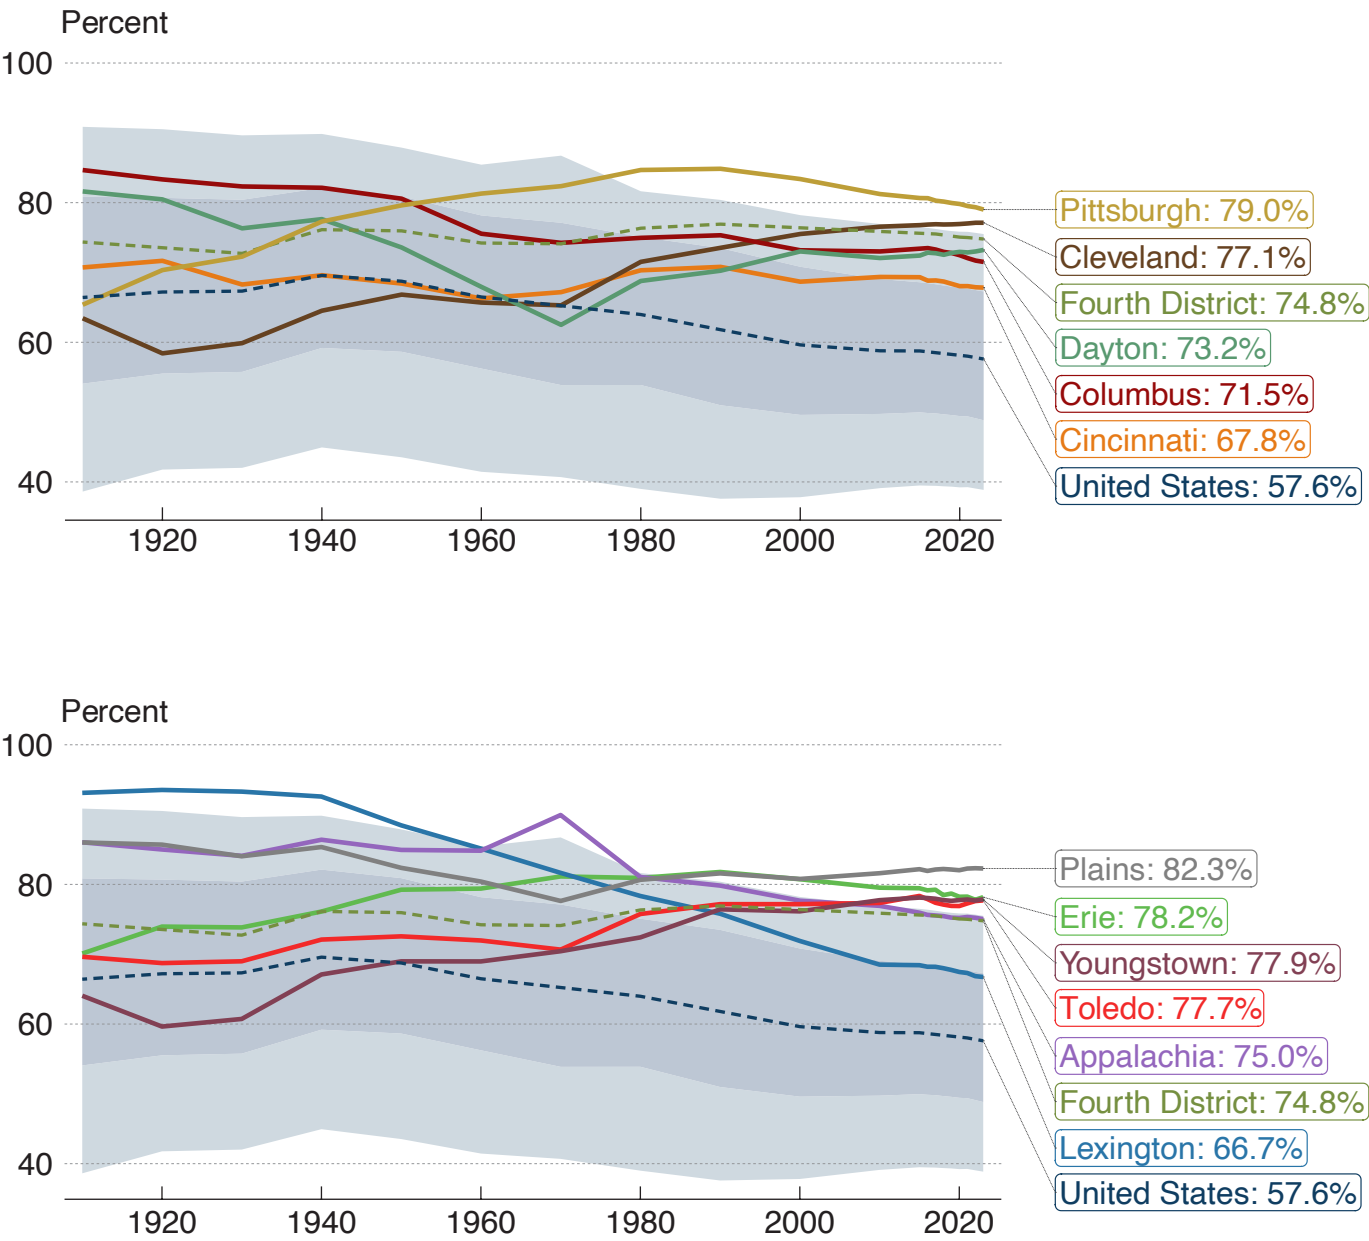 Percent
100
80
60
40
1920 1940 1960 1980 2000 2020
Pittsburgh: 79.0%
Cleveland: 77.1%
Fourth District: 74.8%
Dayton: 73.2%
Columbus: 71.5%
Cincinnati: 67.8%
United States: 57.6%
Percent
100
80
60
40
1920 1940 1960 1980 2000 2020
Plains: 82.3%
Erie: 78.2%
Youngstown: 77.9%
Toledo: 77.7%
Appalachia: 75.0%
Fourth District: 74.8%
Lexington: 66.7%
United States: 57.6%